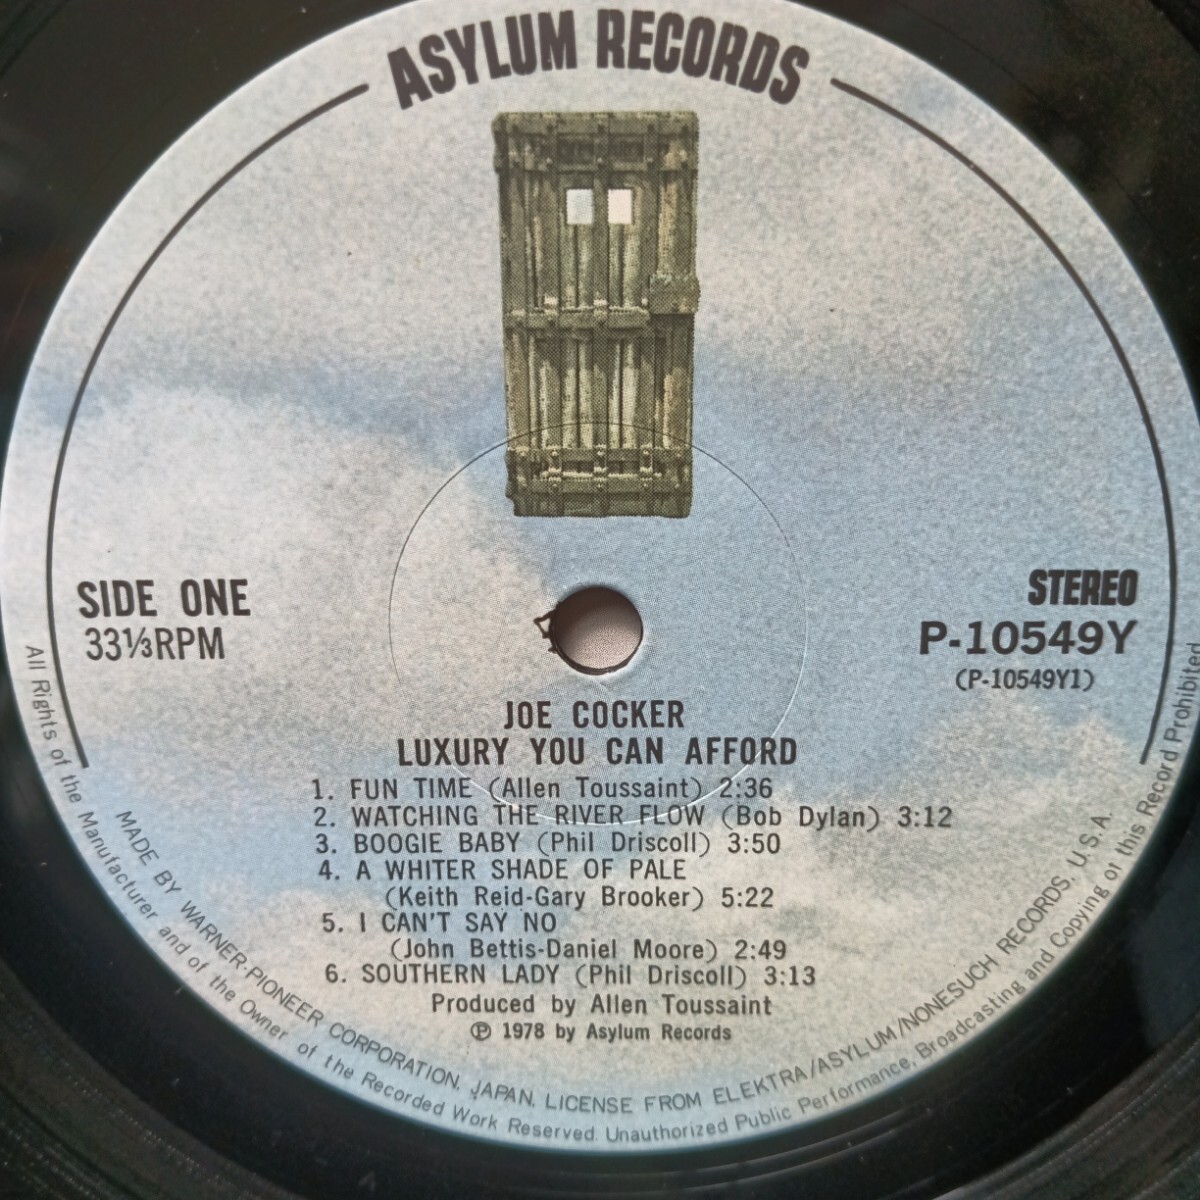 ASYLUM RECORDS
SIDE ONE
33⅓RPM
STEREO
P-10549Y
(P-10549Y1)
JOE COCKER
LUXURY YOU CAN AFFORD
1. FUN TIME (Allen Toussaint) 2:36
2. WATCHING THE RIVER FLOW (Bob Dylan) 3:12
3. BOOGIE BABY (Phil Driscoll) 3:50
4. A WHITER SHADE OF PALE
(Keith Reid-Gary Brooker) 5:22
5. I CAN'T SAY NO
(John Bettis-Daniel Moore) 2:49
6. SOUTHERN LADY (Phil Driscoll) 3:13
Produced by Allen Toussaint
Ⓟ 1978 by Asylum Records
MADE BY WARNER-PIONEER CORPORATION, JAPAN, LICENSE FROM ELEKTRA/ASYLUM/NONESUCH RECORDS, U.S.A.
All Rights of the Manufacturer and of the Owner of the Recorded Work Reserved. Unauthorized Public Performance, Broadcasting and Copying of this Record Prohibited